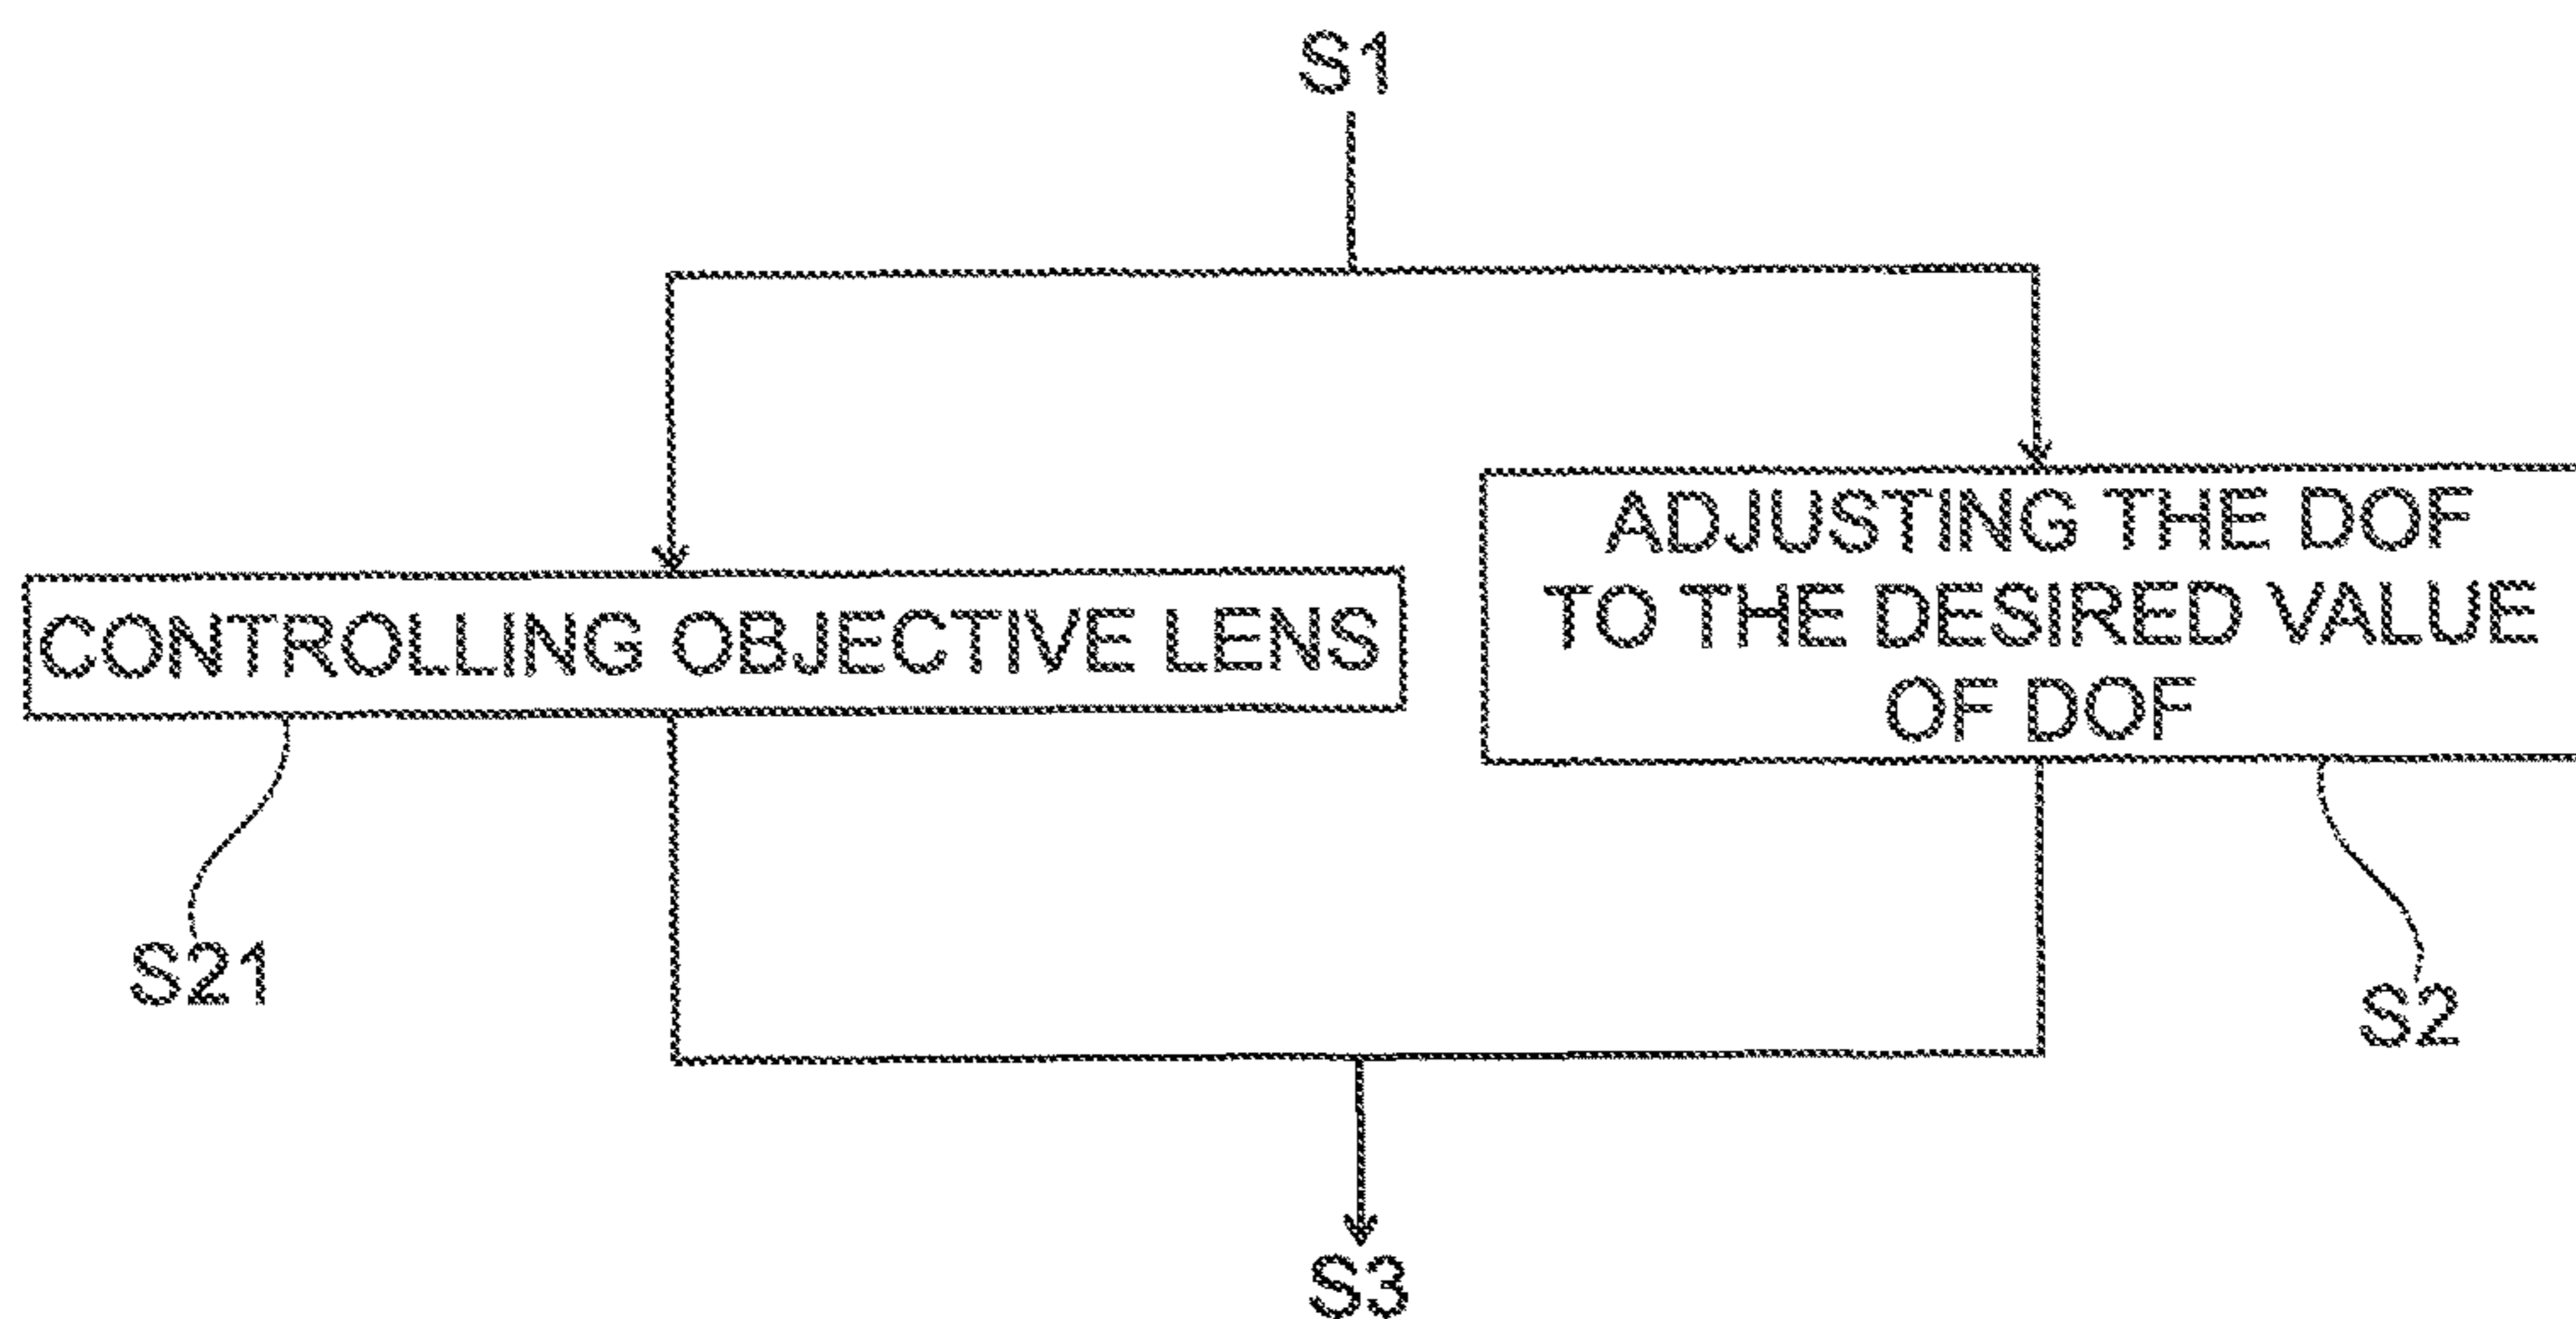 S1
CONTROLLING OBJECTIVE LENS
ADJUSTING THE DOF
TO THE DESIRED VALUE
OF DOF
S21
S2
S3